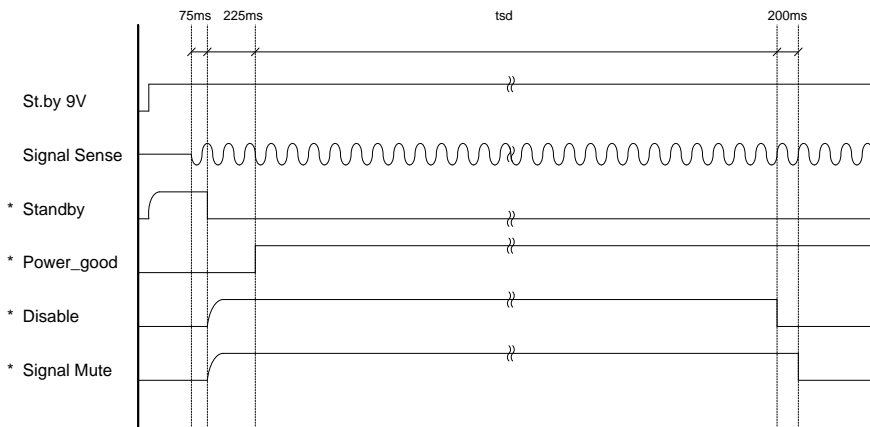 75ms 225ms tsd 200ms
St.by 9V
Signal Sense
* Standby
* Power_good
* Disable
* Signal Mute